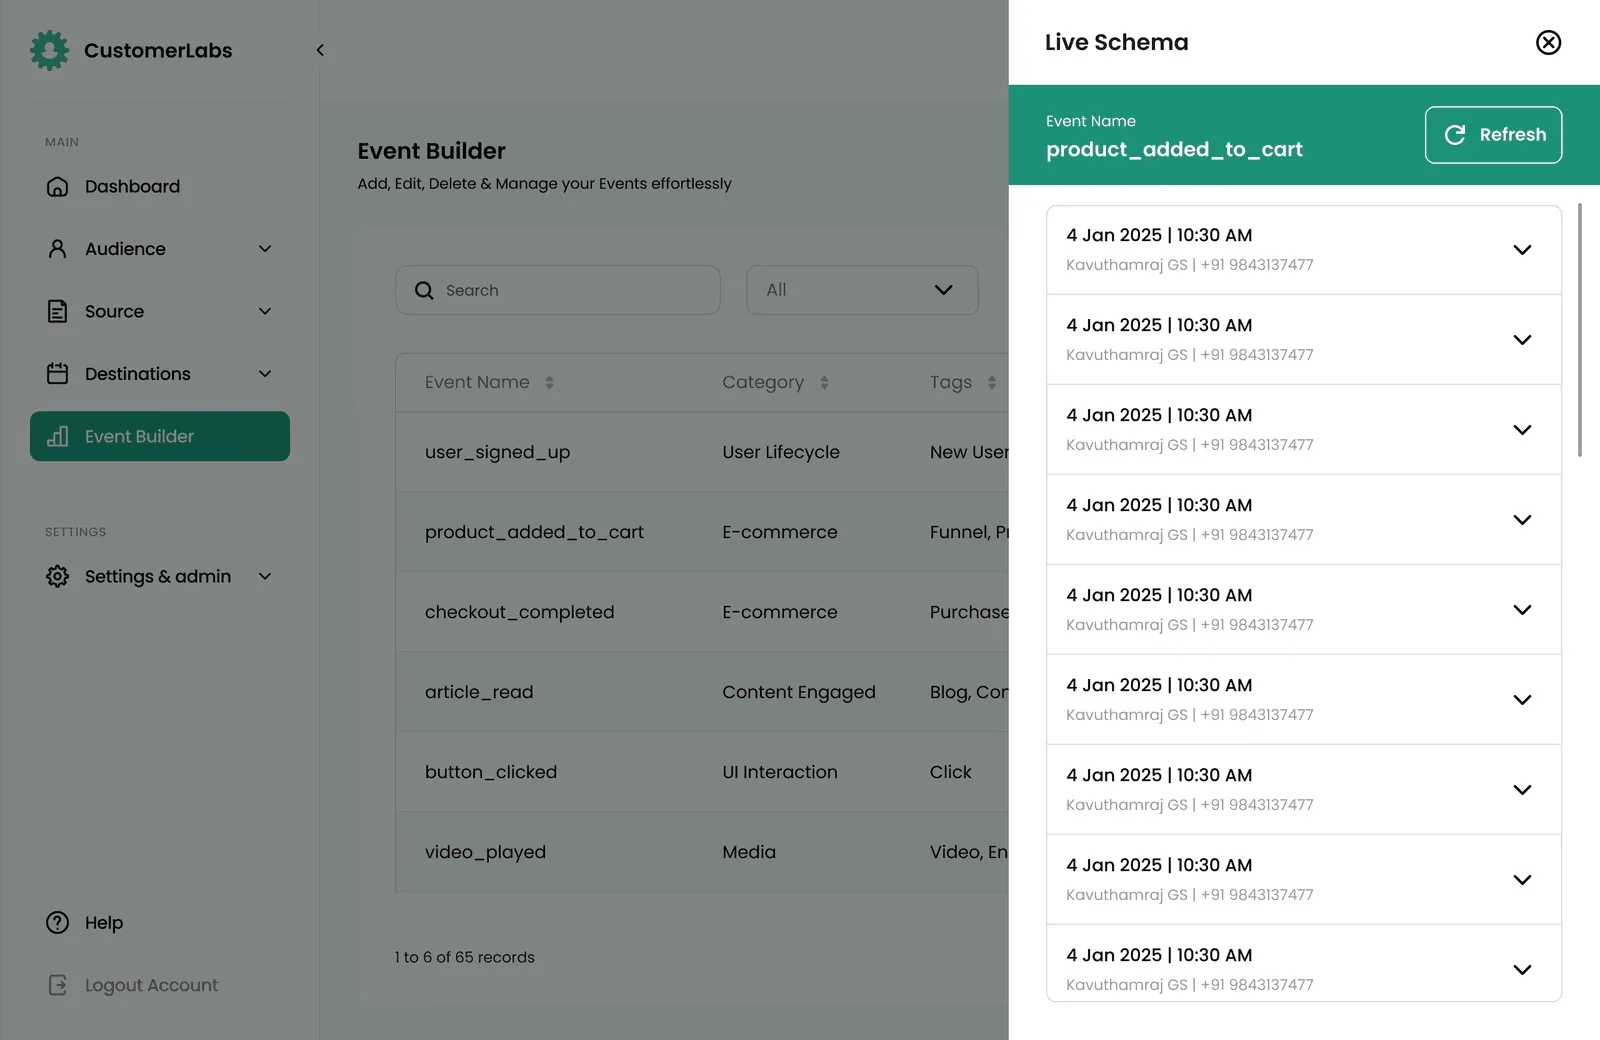 CustomerLabs
MAIN
Dashboard
Audience
Source
Destinations
Event Builder
SETTINGS
Settings & admin
Help
Logout Account
Event Builder
Add, Edit, Delete & Manage your Events effortlessly
Search
All
Event Name Category Tags
user_signed_up User Lifecycle New User
product_added_to_cart E-commerce Funnel,
checkout_completed E-commerce Purchase
article_read Content Engaged Blog,
button_clicked UI Interaction Click
video_played Media Video,
1 to 6 of 65 records
Live Schema
Event Name
product_added_to_cart
Refresh
4 Jan 2025 | 10:30 AM
Kavuthamraj GS | +91 9843137477
4 Jan 2025 | 10:30 AM
Kavuthamraj GS | +91 9843137477
4 Jan 2025 | 10:30 AM
Kavuthamraj GS | +91 9843137477
4 Jan 2025 | 10:30 AM
Kavuthamraj GS | +91 9843137477
4 Jan 2025 | 10:30 AM
Kavuthamraj GS | +91 9843137477
4 Jan 2025 | 10:30 AM
Kavuthamraj GS | +91 9843137477
4 Jan 2025 | 10:30 AM
Kavuthamraj GS | +91 9843137477
4 Jan 2025 | 10:30 AM
Kavuthamraj GS | +91 9843137477
4 Jan 2025 | 10:30 AM
Kavuthamraj GS | +91 9843137477